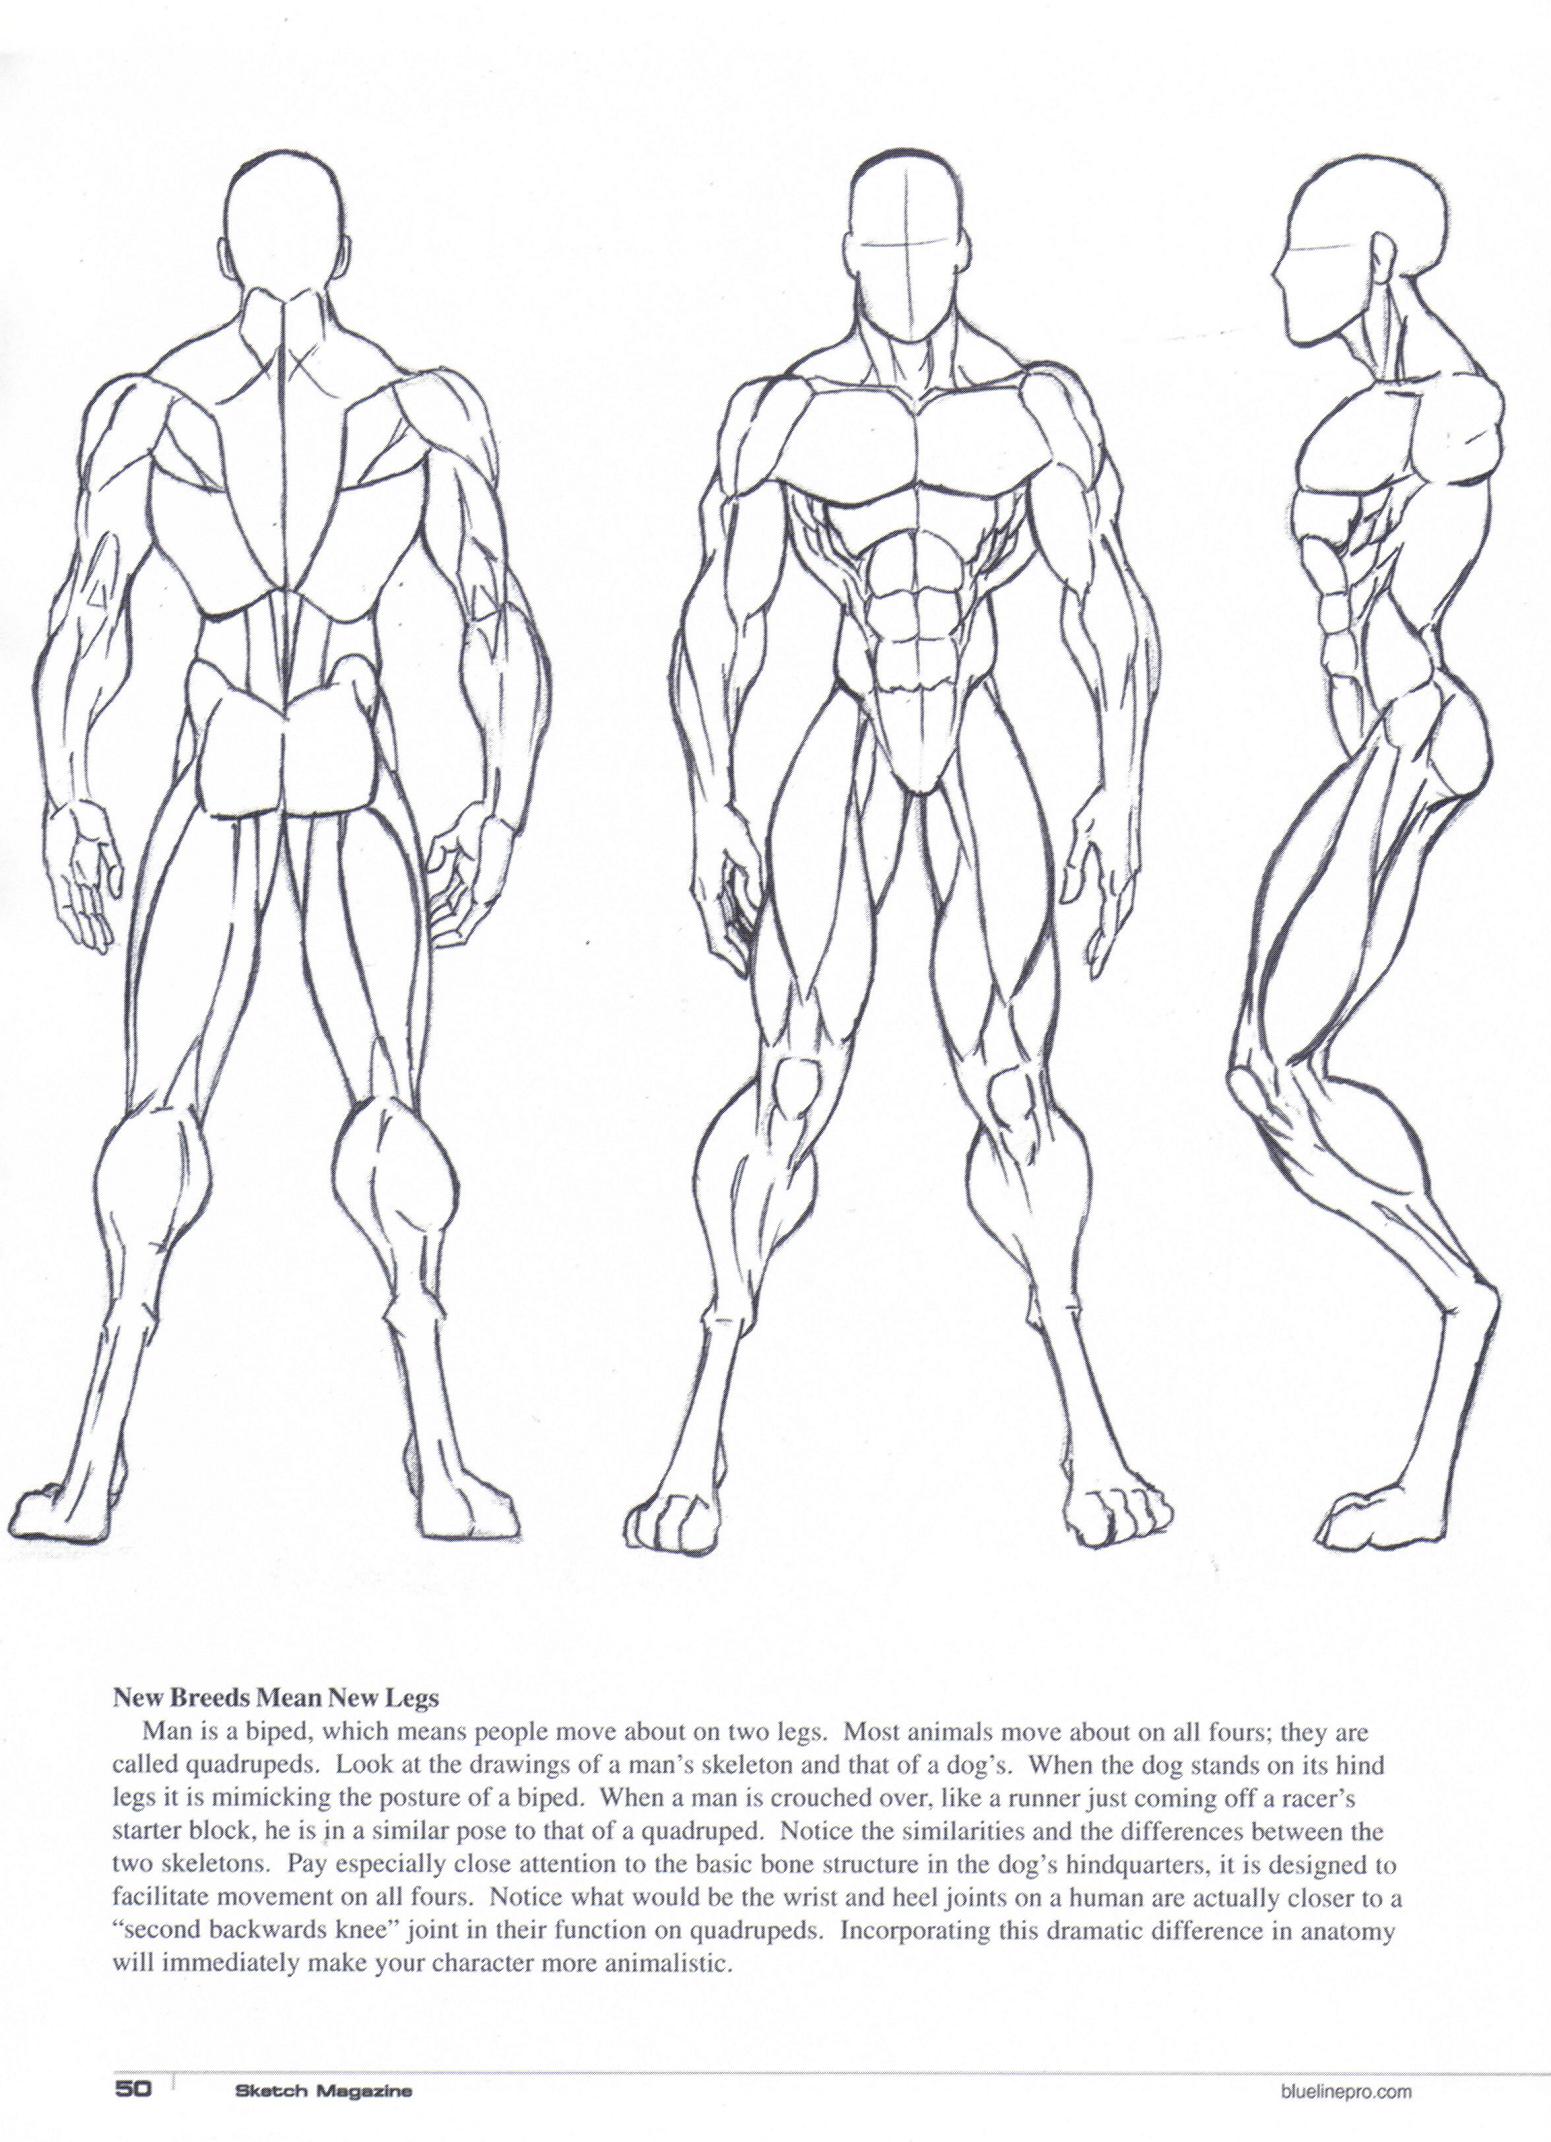 New Breeds Mean New Legs
Man is a biped, which means people move about on two legs. Most animals move about on all fours; they are
called quadrupeds. Look at the drawings of a man's skeleton and that of a dog's. When the dog stands on its hind
legs it is mimicking the posture of a biped. When a man is crouched over, like a runner just coming off a racer's
starter block, he is in a similar pose to that of a quadruped. Notice the similarities and the differences between the
two skeletons. Pay especially close attention to the basic bone structure in the dog's hindquarters, it is designed to
facilitate movement on all fours. Notice what would be the wrist and heel joints on a human are actually closer to a
“second backwards knee” joint in their function on quadrupeds. Incorporating this dramatic difference in anatomy
will immediately make your character more animalistic.
50 Sketch Magazine bluelinepro.com